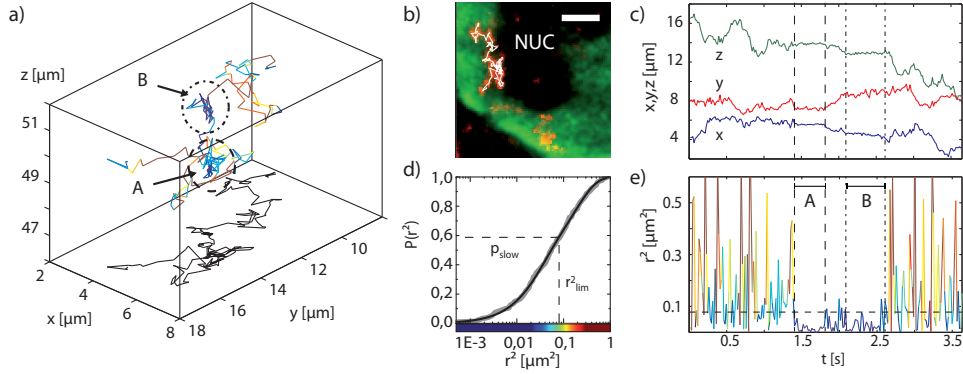 a)
z [µm]
51
49
47
45
2
4
6
8
x [µm]
18
16
14
12
10
y [µm]
B
A
b)
NUC
c)
x,y,z [µm]
16
12
8
4
z
y
x
d)
P(r²)
1,0
0,8
0,6
0,4
0,2
0,0
p_slow
r²_lim
1E-3
0,01
0,1
1
r² [µm²]
e)
r² [µm²]
0.5
0.3
0.1
A
B
0.5
1.5
2.5
3.5
t [s]